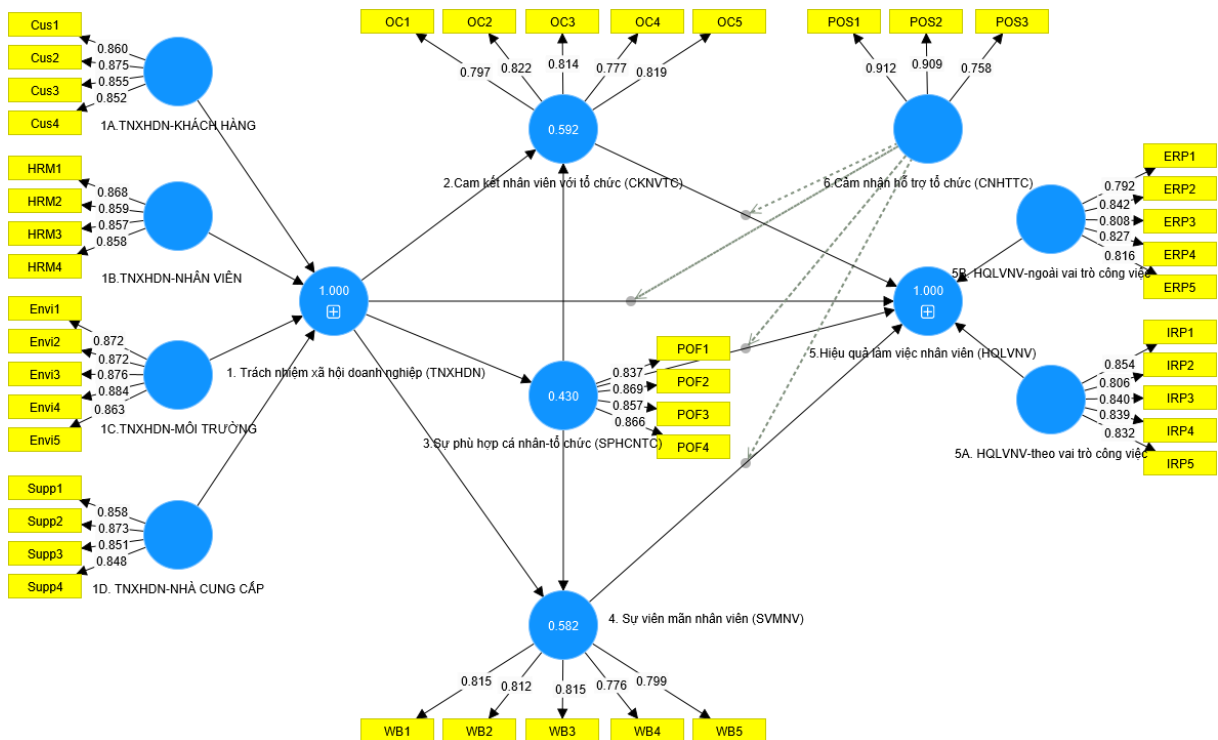 Cus1
Cus2
Cus3
Cus4
0.860
0.875
0.855
0.852
1A.TNXHDN-KHÁCH HÀNG
HRM1
HRM2
HRM3
HRM4
0.868
0.859
0.857
0.858
1B.TNXHDN-NHÂN VIÊN
Envi1
Envi2
Envi3
Envi4
Envi5
0.872
0.872
0.876
0.884
0.863
1C.TNXHDN-MÔI TRƯỜNG
Supp1
Supp2
Supp3
Supp4
0.858
0.873
0.851
0.848
1D. TNXHDN-NHÀ CUNG CẤP
1.000
1. Trách nhiệm xã hội doanh nghiệp (TNXHDN)
OC1
OC2
OC3
OC4
OC5
0.797
0.822
0.814
0.777
0.819
0.592
2.Cam kết nhân viên với tổ chức (CKNVTC)
POF1
POF2
POF3
POF4
0.837
0.869
0.857
0.866
0.430
3.Sự phù hợp cá nhân-tổ chức (SPHCNTC)
0.582
4. Sự viên mãn nhân viên (SVMNV)
0.815
0.812
0.815
0.776
0.799
WB1
WB2
WB3
WB4
WB5
POS1
POS2
POS3
0.912
0.909
0.758
6.Cảm nhận hỗ trợ tổ chức (CNHTTC)
1.000
5.Hiệu quả làm việc nhân viên (HQLVNV)
ERP1
ERP2
ERP3
ERP4
ERP5
0.792
0.842
0.808
0.827
0.816
5B. HQLVNV-ngoài vai trò công việc
IRP1
IRP2
IRP3
IRP4
IRP5
0.854
0.806
0.840
0.839
0.832
5A. HQLVNV-theo vai trò công việc